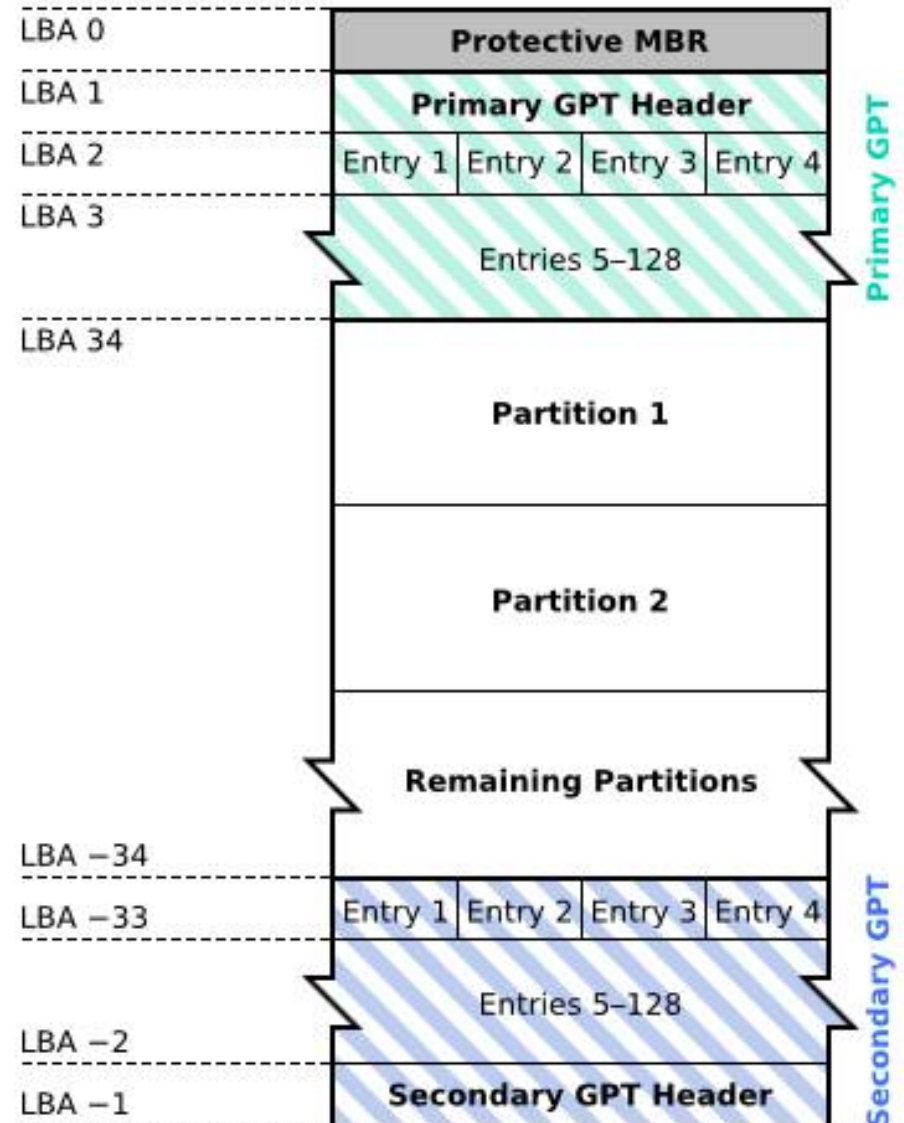 LBA 0
Protective MBR
LBA 1
Primary GPT Header
LBA 2
Entry 1 Entry 2 Entry 3 Entry 4
LBA 3
Entries 5–128
Primary GPT
LBA 34
Partition 1
Partition 2
Remaining Partitions
LBA −34
LBA −33
Entry 1 Entry 2 Entry 3 Entry 4
Entries 5–128
LBA −2
Secondary GPT Header
LBA −1
Secondary GPT